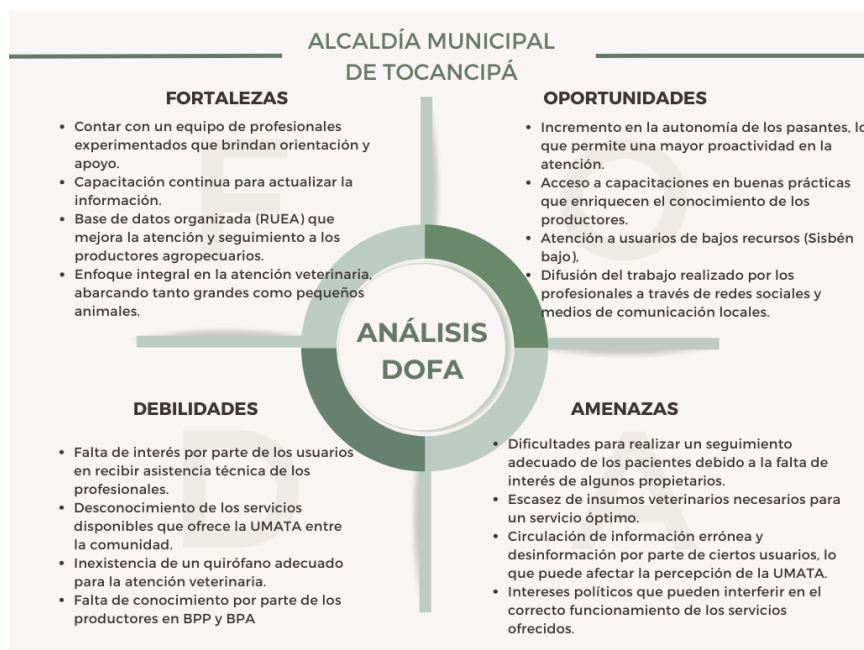 ALCALDÍA MUNICIPAL
DE TOCANCIPÁ
FORTALEZAS
• Contar con un equipo de profesionales
experimentados que brindan orientación y
apoyo.
• Capacitación continua para actualizar la
información.
• Base de datos organizada (RUEA) que
mejora la atención y seguimiento a los
productores agropecuarios.
• Enfoque integral en la atención veterinaria,
abarcando tanto grandes como pequeños
animales.
OPORTUNIDADES
• Incremento en la autonomía de los pasantes, lo
que permite una mayor proactividad en la
atención.
• Acceso a capacitaciones en buenas prácticas
que enriquecen el conocimiento de los
productores.
• Atención a usuarios de bajos recursos (Sisbén
bajo),
• Difusión del trabajo realizado por los
profesionales a través de redes sociales y
medios de comunicación locales.
ANÁLISIS
DOFA
DEBILIDADES
• Falta de interés por parte de los usuarios
en recibir asistencia técnica de los
profesionales.
• Desconocimiento de los servicios
disponibles que ofrece la UMATA entre
la comunidad.
• Inexistencia de un quirófano adecuado
para la atención veterinaria.
• Falta de conocimiento por parte de los
productores en BPP y BPA
AMENAZAS
• Dificultades para realizar un seguimiento
adecuado de los pacientes debido a la falta de
interés de algunos propietarios.
• Escasez de insumos veterinarios necesarios para
un servicio óptimo.
• Circulación de información errónea y
desinformación por parte de ciertos usuarios, lo
que puede afectar la percepción de la UMATA.
• Intereses políticos que pueden interferir en el
correcto funcionamiento de los servicios
ofrecidos.
F
O
D
A